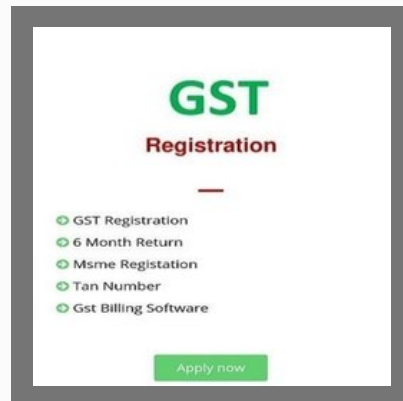 GST
Registration
GST Registration
6 Month Return
Msme Registation
Tan Number
Gst Billing Software
Apply now